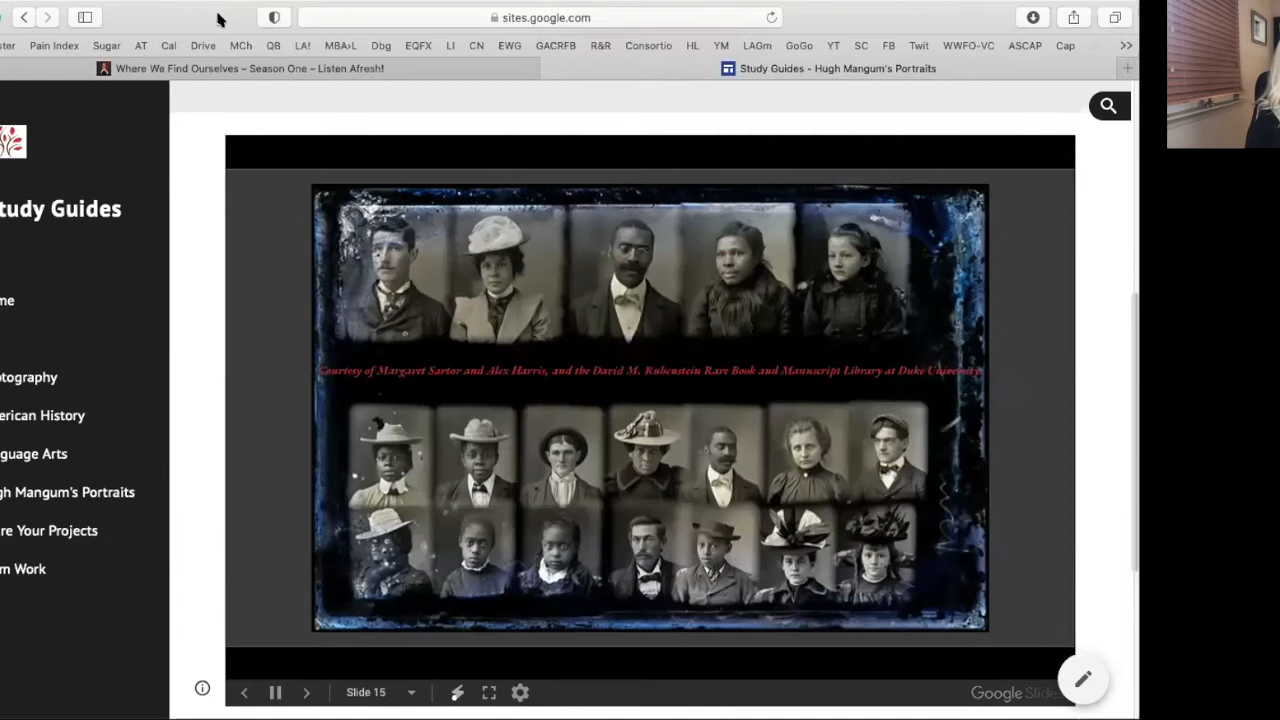 sites.google.com
ster Pain Index Sugar AT Cal Drive MCh QB LA! MBA>L Dbg EQFX LI CN EWG GACRFB R&R Consortio HL YM LAGm GoGo YT SC FB Twit WWFO-VC ASCAP Cap
Where We Find Ourselves – Season One – Listen Afresh!
Study Guides - Hugh Mangum's Portraits
tudy Guides
me
otography
erican History
guage Arts
gh Mangum's Portraits
re Your Projects
m Work
Courtesy of Margaret Sartor and Alex Harris, and the David M. Rubenstein Rare Book and Manuscript Library at Duke University.
Slide 15
Google Slides